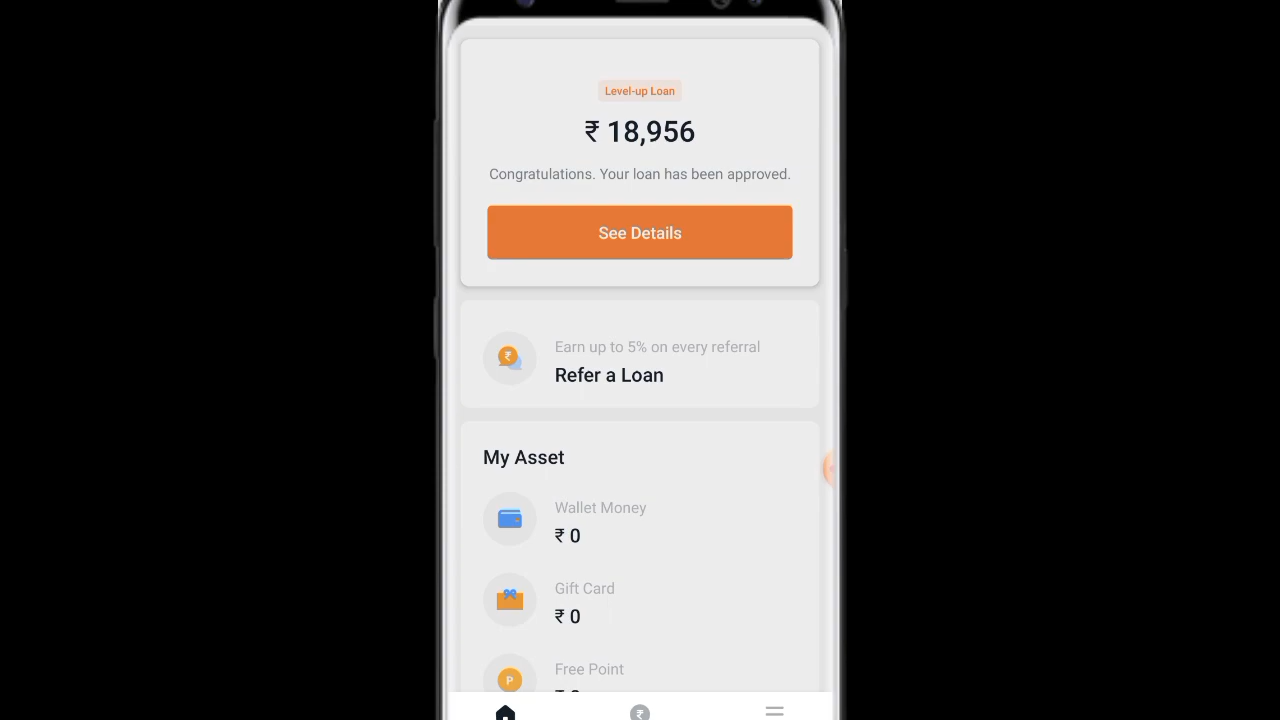 Level-up Loan
₹ 18,956
Congratulations. Your loan has been approved.
See Details
Earn up to 5% on every referral
Refer a Loan
My Asset
Wallet Money
₹ 0
Gift Card
₹ 0
Free Point